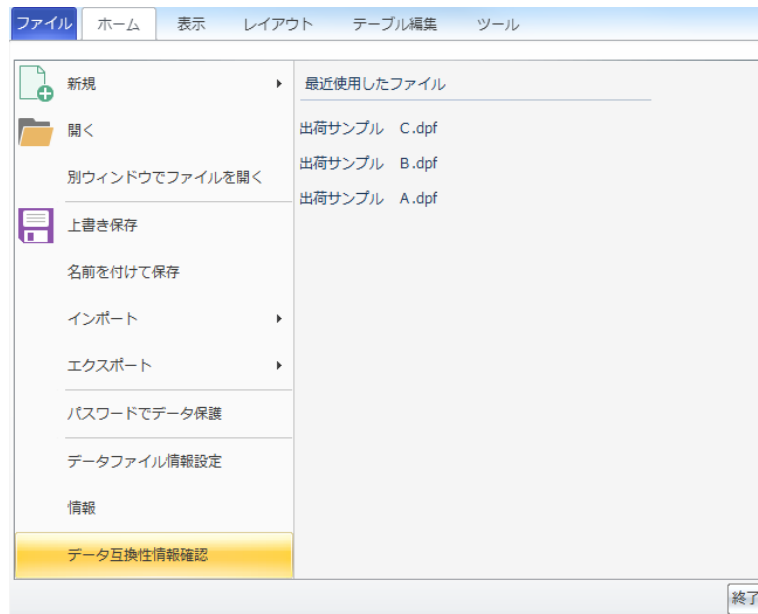 ファイル ホーム 表示 レイアウト テーブル編集 ツール
新規
開く
別ウィンドウでファイルを開く
上書き保存
名前を付けて保存
インポート
エクスポート
パスワードでデータ保護
データファイル情報設定
情報
データ互換性情報確認
最近使用したファイル
出荷サンプル　C.dpf
出荷サンプル　B.dpf
出荷サンプル　A.dpf
終了